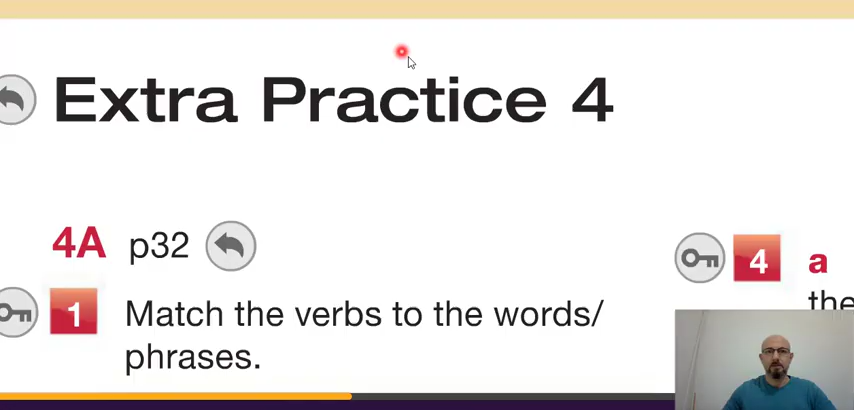 Extra Practice 4
4A p32
1 Match the verbs to the words/
phrases.
4 a
the